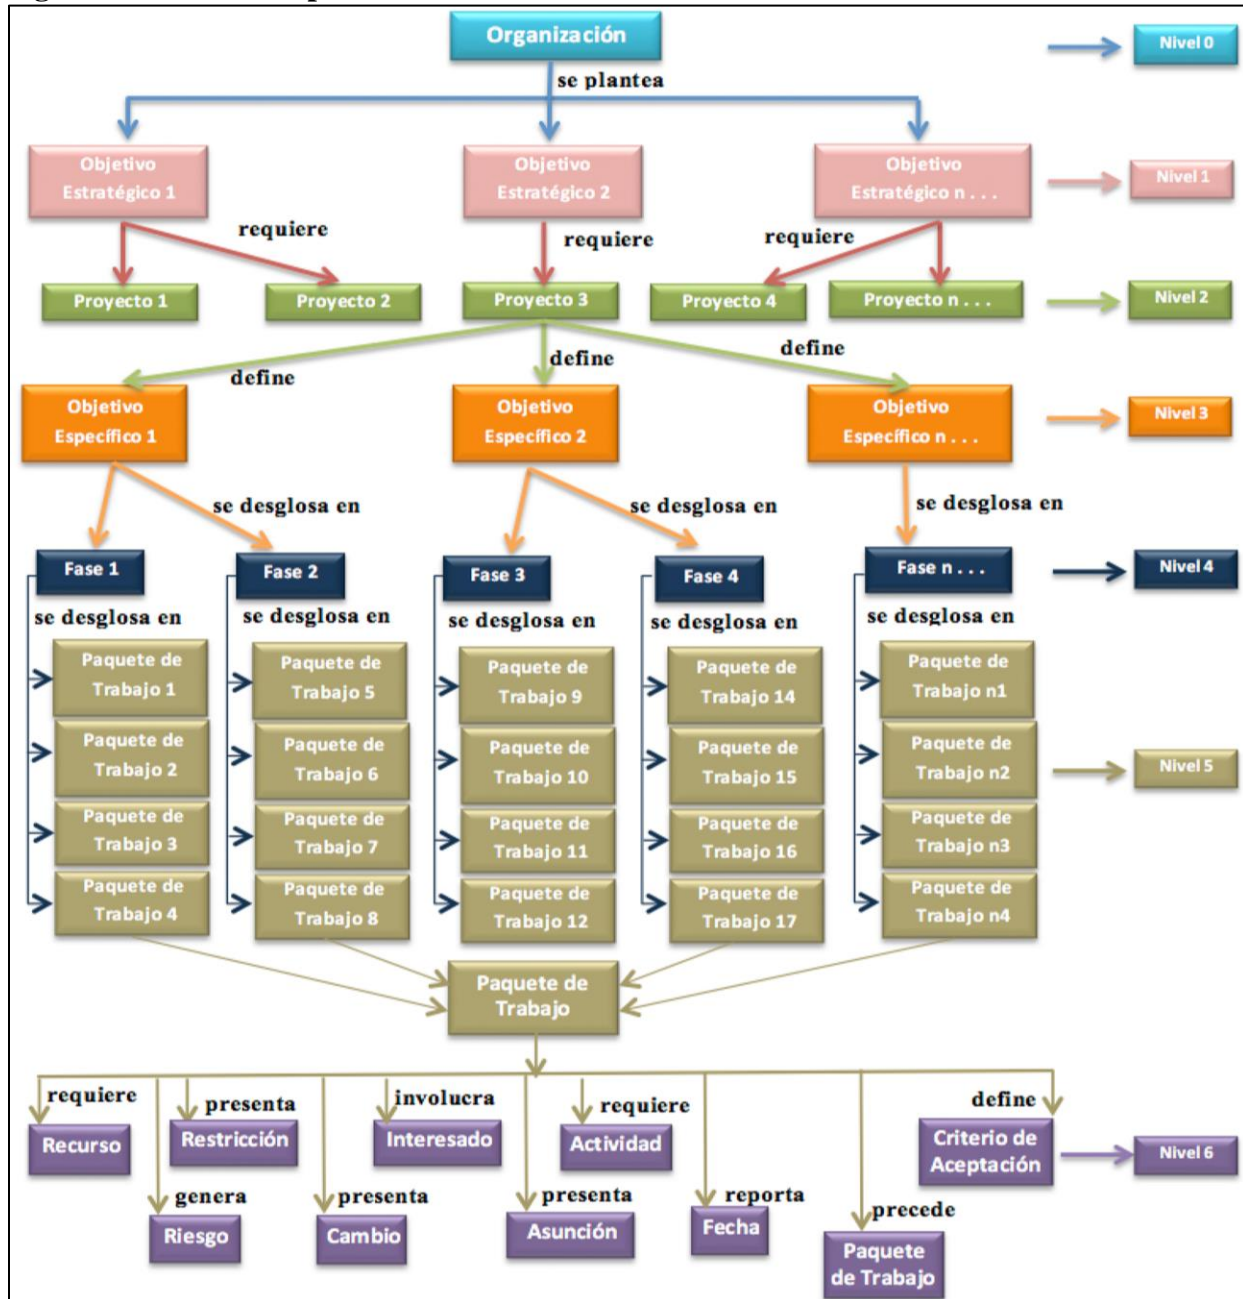 Organización
Nivel 0
se plantea
Objetivo
Estratégico 1
Objetivo
Estratégico 2
Objetivo
Estratégico n . . .
Nivel 1
requiere
requiere
requiere
Proyecto 1
Proyecto 2
Proyecto 3
Proyecto 4
Proyecto n . . .
Nivel 2
define
define
define
Objetivo
Específico 1
Objetivo
Específico 2
Objetivo
Específico n . . .
Nivel 3
se desglosa en
se desglosa en
se desglosa en
Fase 1
Fase 2
Fase 3
Fase 4
Fase n . . .
Nivel 4
se desglosa en
se desglosa en
se desglosa en
se desglosa en
se desglosa en
Paquete de
Trabajo 1
Paquete de
Trabajo 5
Paquete de
Trabajo 9
Paquete de
Trabajo 14
Paquete de
Trabajo n1
Paquete de
Trabajo 2
Paquete de
Trabajo 6
Paquete de
Trabajo 10
Paquete de
Trabajo 15
Paquete de
Trabajo n2
Nivel 5
Paquete de
Trabajo 3
Paquete de
Trabajo 7
Paquete de
Trabajo 11
Paquete de
Trabajo 16
Paquete de
Trabajo n3
Paquete de
Trabajo 4
Paquete de
Trabajo 8
Paquete de
Trabajo 12
Paquete de
Trabajo 17
Paquete de
Trabajo n4
Paquete de
Trabajo
requiere
presenta
involucra
requiere
define
Recurso
Restricción
Interesado
Actividad
Criterio de
Aceptación
Nivel 6
genera
presenta
presenta
reporta
precede
Riesgo
Cambio
Asunción
Fecha
Paquete
de Trabajo